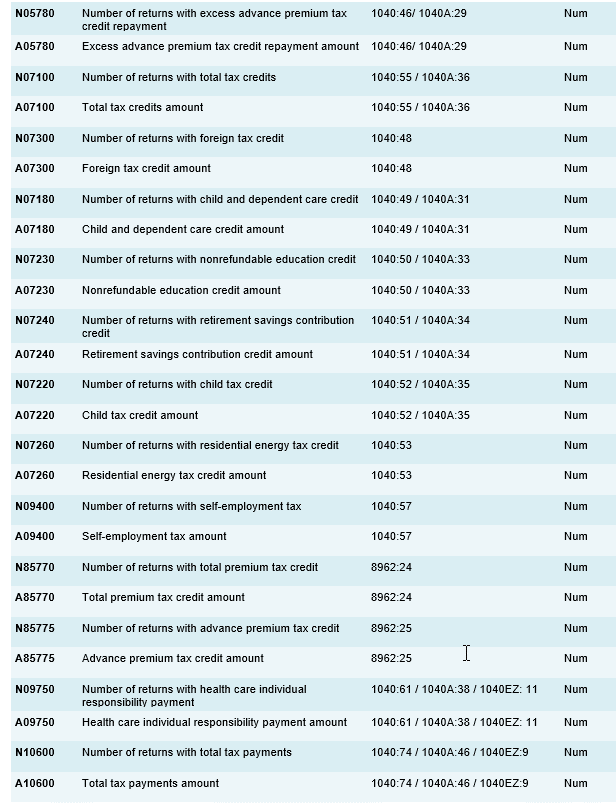 N05780 Number of returns with excess advance premium tax 1040:46/ 1040A:29 Num
credit repayment
A05780 Excess advance premium tax credit repayment amount 1040:46/ 1040A:29 Num
N07100 Number of returns with total tax credits 1040:55 / 1040A:36 Num
A07100 Total tax credits amount 1040:55 / 1040A:36 Num
N07300 Number of returns with foreign tax credit 1040:48 Num
A07300 Foreign tax credit amount 1040:48 Num
N07180 Number of returns with child and dependent care credit 1040:49 / 1040A:31 Num
A07180 Child and dependent care credit amount 1040:49 / 1040A:31 Num
N07230 Number of returns with nonrefundable education credit 1040:50 / 1040A:33 Num
A07230 Nonrefundable education credit amount 1040:50 / 1040A:33 Num
N07240 Number of returns with retirement savings contribution 1040:51 / 1040A:34 Num
credit
A07240 Retirement savings contribution credit amount 1040:51 / 1040A:34 Num
N07220 Number of returns with child tax credit 1040:52 / 1040A:35 Num
A07220 Child tax credit amount 1040:52 / 1040A:35 Num
N07260 Number of returns with residential energy tax credit 1040:53 Num
A07260 Residential energy tax credit amount 1040:53 Num
N09400 Number of returns with self-employment tax 1040:57 Num
A09400 Self-employment tax amount 1040:57 Num
N85770 Number of returns with total premium tax credit 8962:24 Num
A85770 Total premium tax credit amount 8962:24 Num
N85775 Number of returns with advance premium tax credit 8962:25 Num
A85775 Advance premium tax credit amount 8962:25 Num
N09750 Number of returns with health care individual 1040:61 / 1040A:38 / 1040EZ: 11 Num
responsibility payment
A09750 Health care individual responsibility payment amount 1040:61 / 1040A:38 / 1040EZ: 11 Num
N10600 Number of returns with total tax payments 1040:74 / 1040A:46 / 1040EZ:9 Num
A10600 Total tax payments amount 1040:74 / 1040A:46 / 1040EZ:9 Num